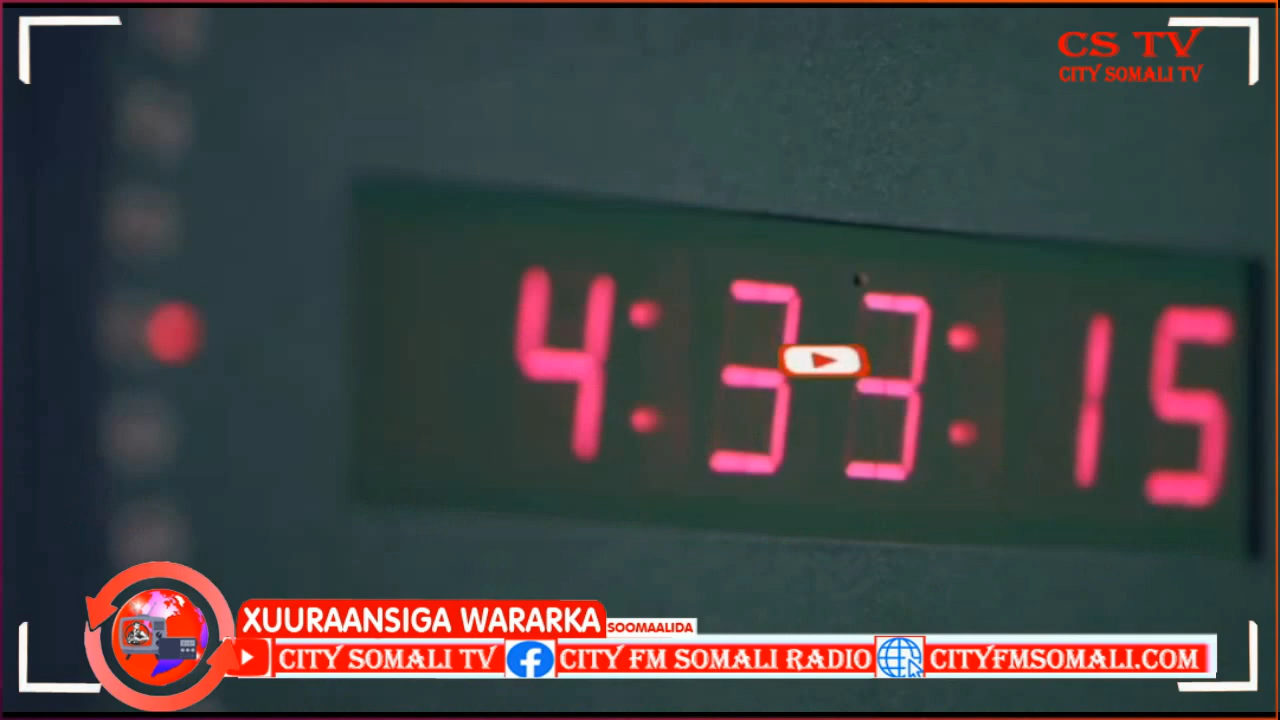 CS TV
CITY SOMALI TV
4:33:15
XUURAANSIGA WARARKA
SOOMAALIDA
CITY SOMALI TV
CITY FM SOMALI RADIO
CITYFMSOMALI.COM